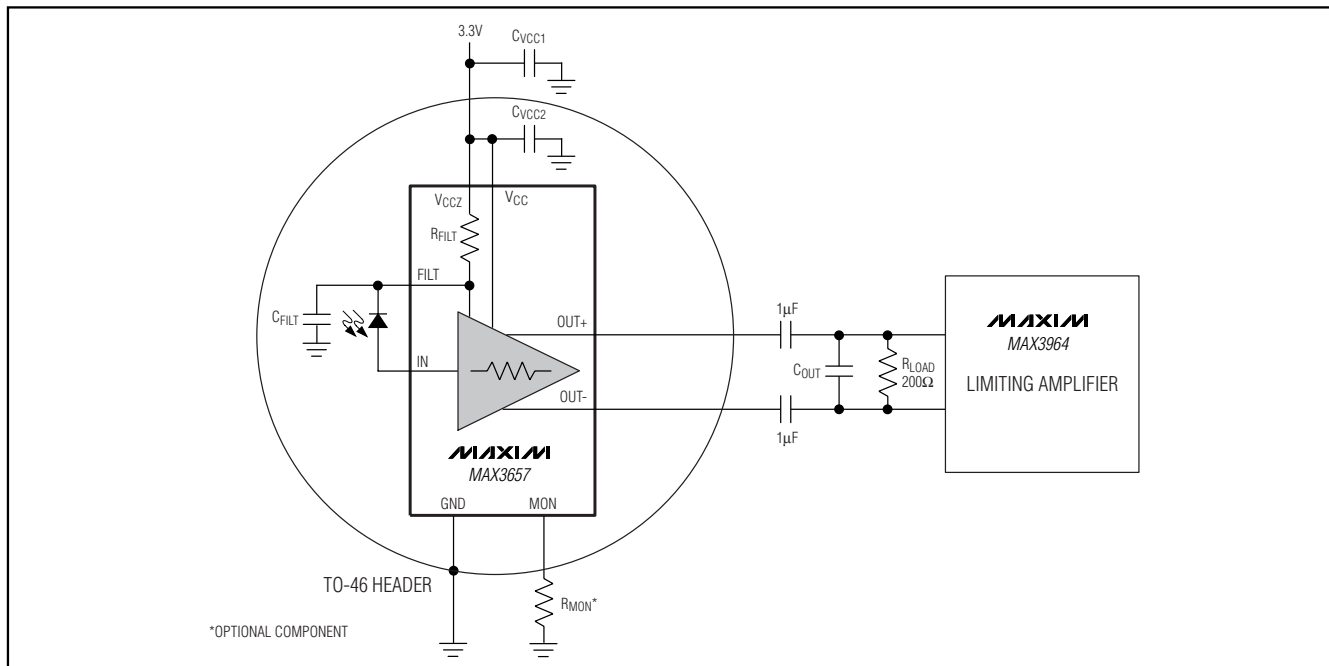 3.3V
CVCC1
CVCC2
VCCZ
VCC
RFILT
FILT
CFILT
IN
OUT+
OUT-
MAXIM
MAX3657
GND
MON
TO-46 HEADER
RMON*
*OPTIONAL COMPONENT
1µF
1µF
COUT
RLOAD
200Ω
MAXIM
MAX3964
LIMITING AMPLIFIER